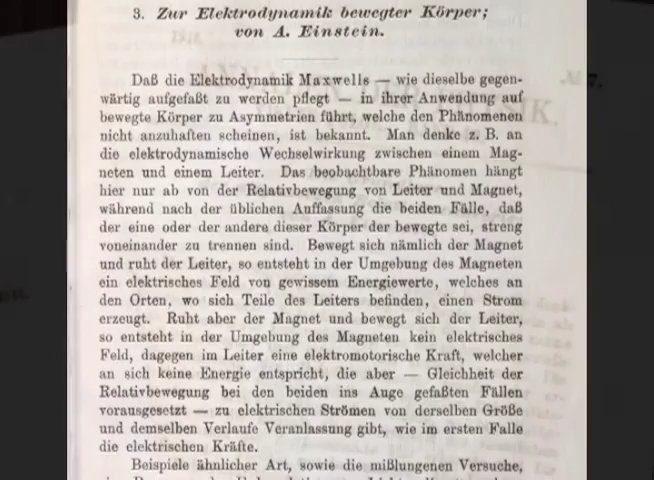 3. Zur Elektrodynamik bewegter Körper;
von A. Einstein.
Daß die Elektrodynamik Maxwells — wie dieselbe gegen-
wärtig aufgefaßt zu werden pflegt — in ihrer Anwendung auf
bewegte Körper zu Asymmetrien führt, welche den Phänomenen
nicht anzuhaften scheinen, ist bekannt. Man denke z. B. an
die elektrodynamische Wechselwirkung zwischen einem Mag-
neten und einem Leiter. Das beobachtbare Phänomen hängt
hier nur ab von der Relativbewegung von Leiter und Magnet,
während nach der üblichen Auffassung die beiden Fälle, daß
der eine oder der andere dieser Körper der bewegte sei, streng
voneinander zu trennen sind. Bewegt sich nämlich der Magnet
und ruht der Leiter, so entsteht in der Umgebung des Magneten
ein elektrisches Feld von gewissem Energiewerte, welches an
den Orten, wo sich Teile des Leiters befinden, einen Strom
erzeugt. Ruht aber der Magnet und bewegt sich der Leiter,
so entsteht in der Umgebung des Magneten kein elektrisches
Feld, dagegen im Leiter eine elektromotorische Kraft, welcher
an sich keine Energie entspricht, die aber — Gleichheit der
Relativbewegung bei den beiden ins Auge gefaßten Fällen
vorausgesetzt — zu elektrischen Strömen von derselben Größe
und demselben Verlaufe Veranlassung gibt, wie im ersten Falle
die elektrischen Kräfte.
Beispiele ähnlicher Art, sowie die mißlungenen Versuche,